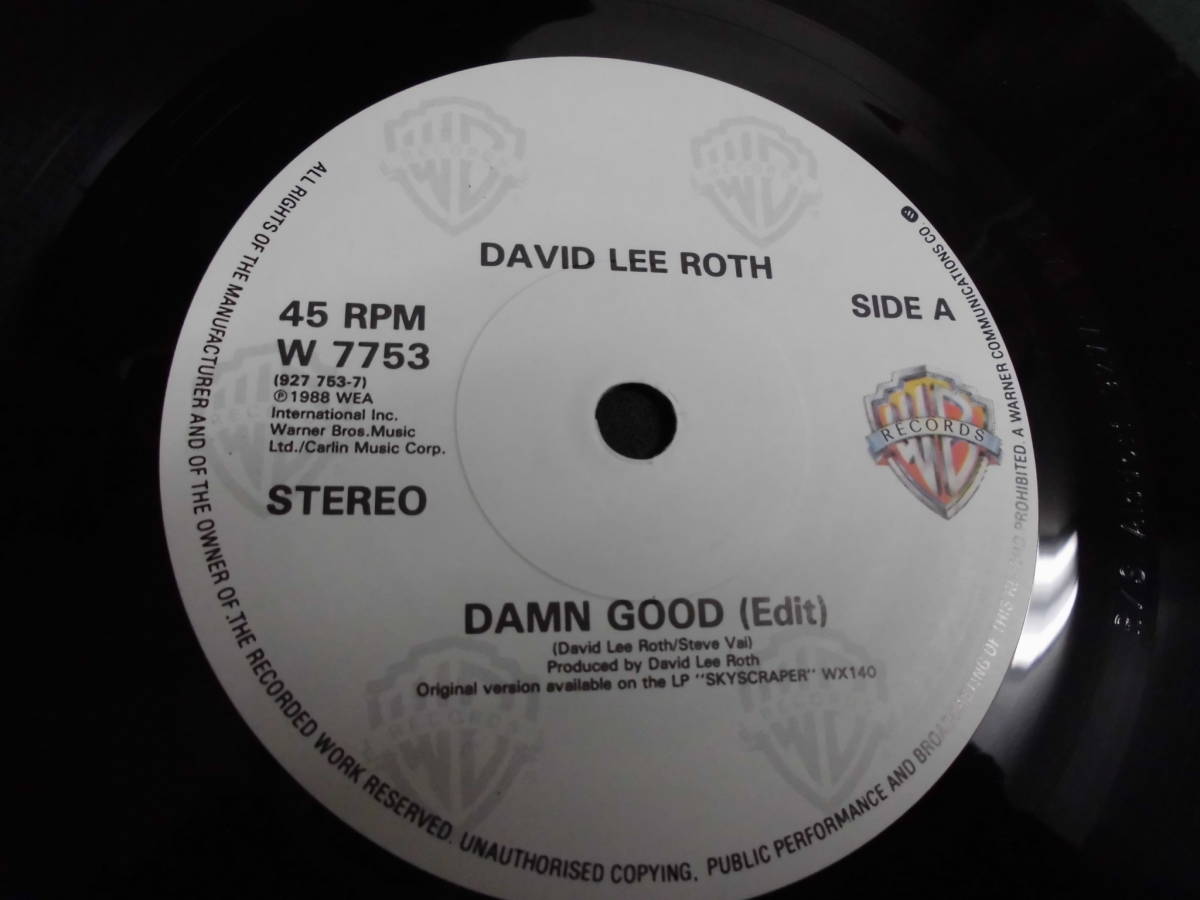 DAVID LEE ROTH
45 RPM
W 7753
(927 753-7)
℗1988 WEA
International Inc.
Warner Bros.Music
Ltd./Carlin Music Corp.
STEREO
SIDE A
RECORDS
DAMN GOOD (Edit)
(David Lee Roth/Steve Vai)
Produced by David Lee Roth
Original version available on the LP "SKYSCRAPER" WX140
ALL RIGHTS OF THE MANUFACTURER AND OF THE OWNER OF THE RECORDED WORK RESERVED. UNAUTHORISED COPYING. PUBLIC PERFORMANCE AND BROADCASTING OF THIS PROHIBITED. A WARNER COMMUNICATIONS CO